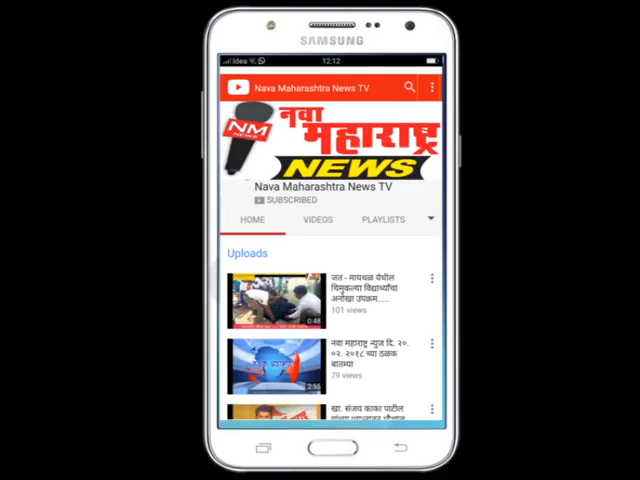 SAMSUNG
Idea 12:12
Nava Maharashtra News TV
NM
NEWS
नवा
महाराष्ट्र
NEWS
Nava Maharashtra News TV
SUBSCRIBED
HOME VIDEOS PLAYLISTS
Uploads
जत - मायथळ येथील
चिमुकल्या विद्यार्थ्यांचा
अनोखा उपक्रम.....
101 views
0:48
नवा महाराष्ट्र न्युज दि. २०.
०२. २०१८ च्या ठळक
बातम्या
79 views
2:55
खा. संजय काका पाटील